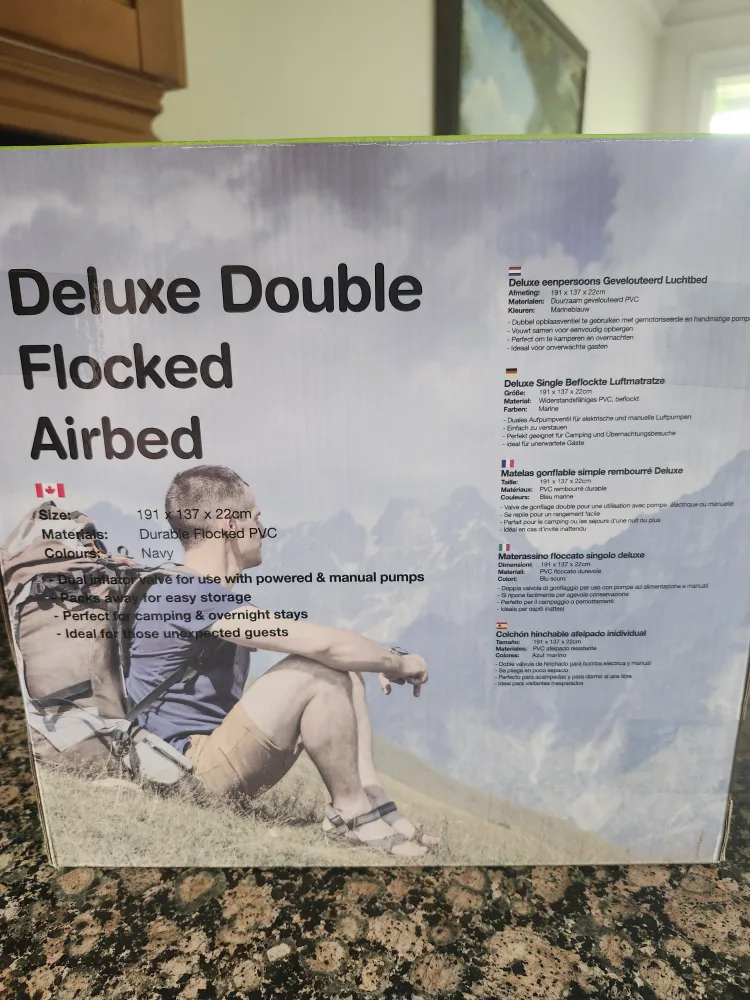 Deluxe Double
Flocked
Airbed
Size: 191 x 137 x 22cm
Materials: Durable Flocked PVC
Colours: Navy
- Dual inflator valve for use with powered & manual pumps
- Packs away for easy storage
- Perfect for camping & overnight stays
- Ideal for those unexpected guests
Deluxe eenpersoons Gevelouteerd Luchtbed
Afmeting: 191 x 137 x 22cm
Materialen: Duurzaam gevelouteerd PVC
Kleuren: Marineblauw
- Dubbel opblaasventiel te gebruiken met gemotoriseerde en handmatige pomp
- Vouwt samen voor eenvoudig opbergen
- Perfect om te kamperen en overnachten
- Ideaal voor onverwachte gasten
Deluxe Single Beflockte Luftmatratze
Größe: 191 x 137 x 22cm
Material: Widerstandsfähiges PVC, beflockt
Farben: Marine
- Duales Aufpumpventil für elektrische und manuelle Luftpumpen
- Einfach zu verstauen
- Perfekt geeignet für Camping und Übernachtungsbesuche
- ideal für unerwartete Gäste
Matelas gonflable simple rembourré Deluxe
Taille: 191 x 137 x 22cm
Matériaux: PVC rembourré durable
Couleurs: Bleu marine
- Valve de gonflage double pour une utilisation avec pompe électrique ou manuelle
- Se replie pour un rangement facile
- Parfait pour le camping ou les séjours d'une nuit ou plus
- Idéal en cas d'invité inattendu
Materassino floccato singolo deluxe
Dimensioni: 191 x 137 x 22cm
Materiali: PVC floccato durevole
Colori: Blu scuro
- Doppia valvola di gonfiaggio per uso con pompe ad alimentazione e manuali
- Si ripone facilmente per agevole conservazione
- Perfetto per il campeggio o pernottamenti
- Ideale per ospiti inattesi
Colchón hinchable afelpado inidividual
Tamaño: 191 x 137 x 22cm
Materiales: PVC afelpado resistente
Colores: Azul marino
- Doble válvula de hinchado para bomba eléctrica y manual
- Se pliega en poco espacio
- Perfecto para acampadas y para dormir al aire libre
- Ideal para visitantes inesperados